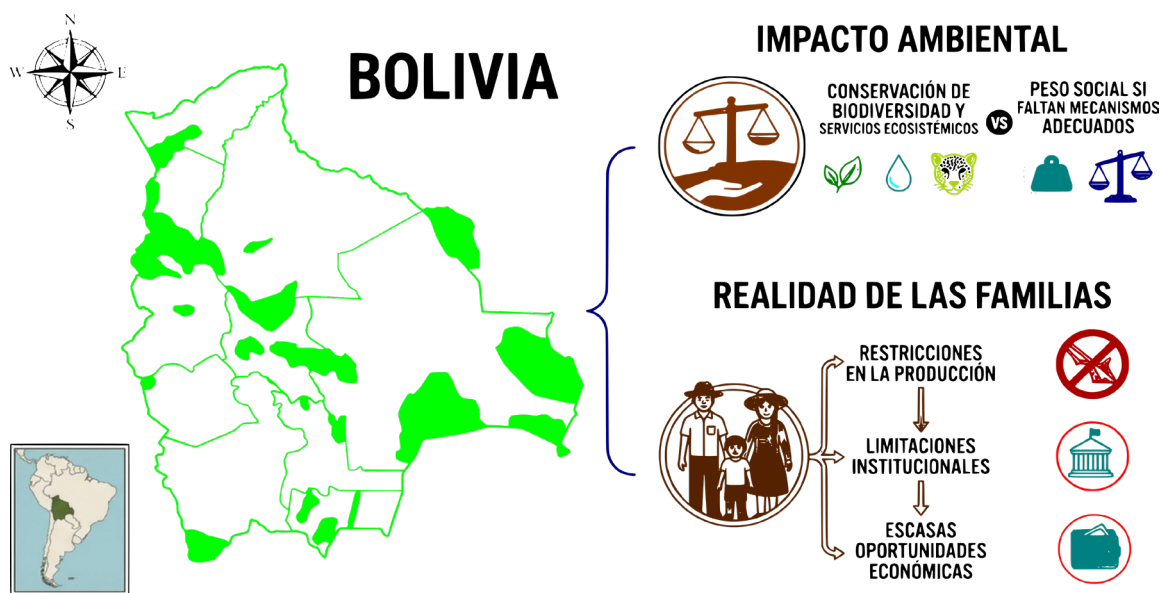 N
W
E
S
BOLIVIA
IMPACTO AMBIENTAL
CONSERVACIÓN DE
BIODIVERSIDAD Y
SERVICIOS ECOSISTÉMICOS
VS
PESO SOCIAL SI
FALTAN MECANISMOS
ADECUADOS
REALIDAD DE LAS FAMILIAS
RESTRICCIONES
EN LA PRODUCCIÓN
LIMITACIONES
INSTITUCIONALES
ESCASAS
OPORTUNIDADES
ECONÓMICAS